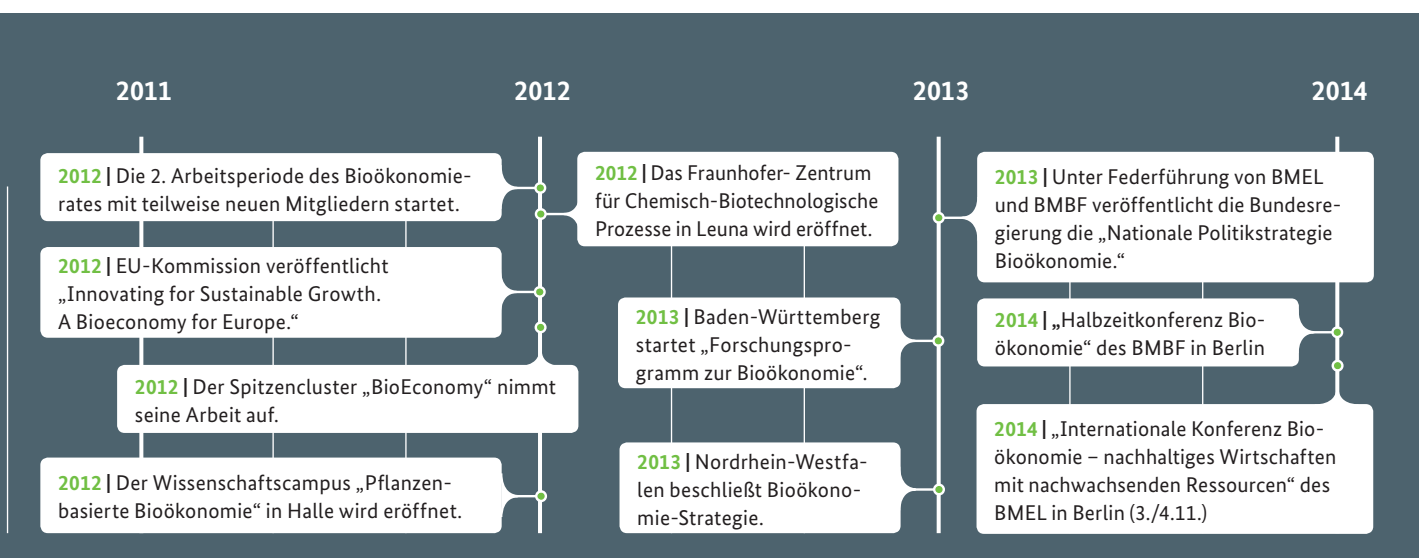 2011
2012
2013
2014
2012 | Die 2. Arbeitsperiode des Bioökonomie-
rates mit teilweise neuen Mitgliedern startet.
2012 | EU-Kommission veröffentlicht
„Innovating for Sustainable Growth.
A Bioeconomy for Europe.“
2012 | Der Spitzencluster „BioEconomy“ nimmt
seine Arbeit auf.
2012 | Der Wissenschaftscampus „Pflanzen-
basierte Bioökonomie“ in Halle wird eröffnet.
2012 | Das Fraunhofer- Zentrum
für Chemisch-Biotechnologische
Prozesse in Leuna wird eröffnet.
2013 | Baden-Württemberg
startet „Forschungspro-
gramm zur Bioökonomie“.
2013 | Nordrhein-Westfa-
len beschließt Bioökono-
mie-Strategie.
2013 | Unter Federführung von BMEL
und BMBF veröffentlicht die Bundesre-
gierung die „Nationale Politikstrategie
Bioökonomie.“
2014 | „Halbzeitkonferenz Bio-
ökonomie“ des BMBF in Berlin
2014 | „Internationale Konferenz Bio-
ökonomie – nachhaltiges Wirtschaften
mit nachwachsenden Ressourcen“ des
BMEL in Berlin (3./4.11.)